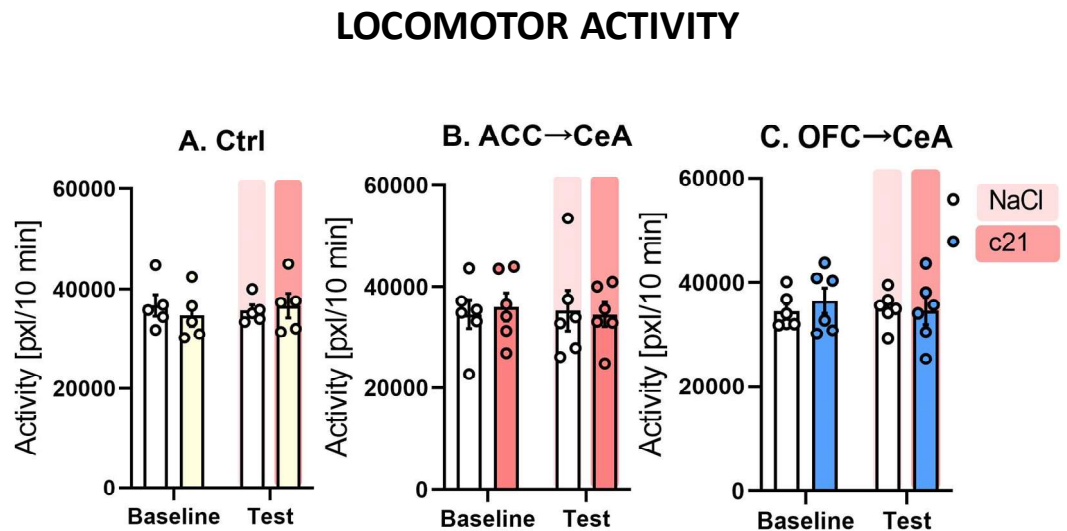 LOCOMOTOR ACTIVITY
A. Ctrl
Activity [pxl/10 min]
60000
40000
20000
0
Baseline
Test
B. ACC→CeA
Activity [pxl/10 min]
60000
40000
20000
0
Baseline
Test
C. OFC→CeA
Activity [pxl/10 min]
60000
40000
20000
0
Baseline
Test
NaCl
c21